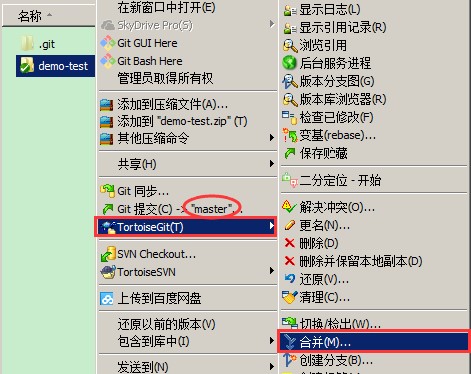 名称
.git
demo-test
在新窗口中打开(E)
SkyDrive Pro(S)
Git GUI Here
Git Bash Here
管理员取得所有权
添加到压缩文件(A)...
添加到 "demo-test.zip" (T)
其他压缩命令
共享(H)
Git 同步...
Git 提交(C) -> "master"...
TortoiseGit(T)
SVN Checkout...
TortoiseSVN
上传到百度网盘
还原以前的版本(V)
包含到库中(I)
发送到(N)
显示日志(L)
显示引用记录(R)
浏览引用
后台服务进程
版本分支图(G)
版本库浏览器(R)
检查已修改(F)
变基(rebase)...
保存贮藏
二分定位 - 开始
解决冲突(O)...
更名(N)...
删除(D)
删除并保留本地副本(D)
还原(V)...
清理(C)...
切换/检出(W)...
合并(M)...
创建分支(B)...